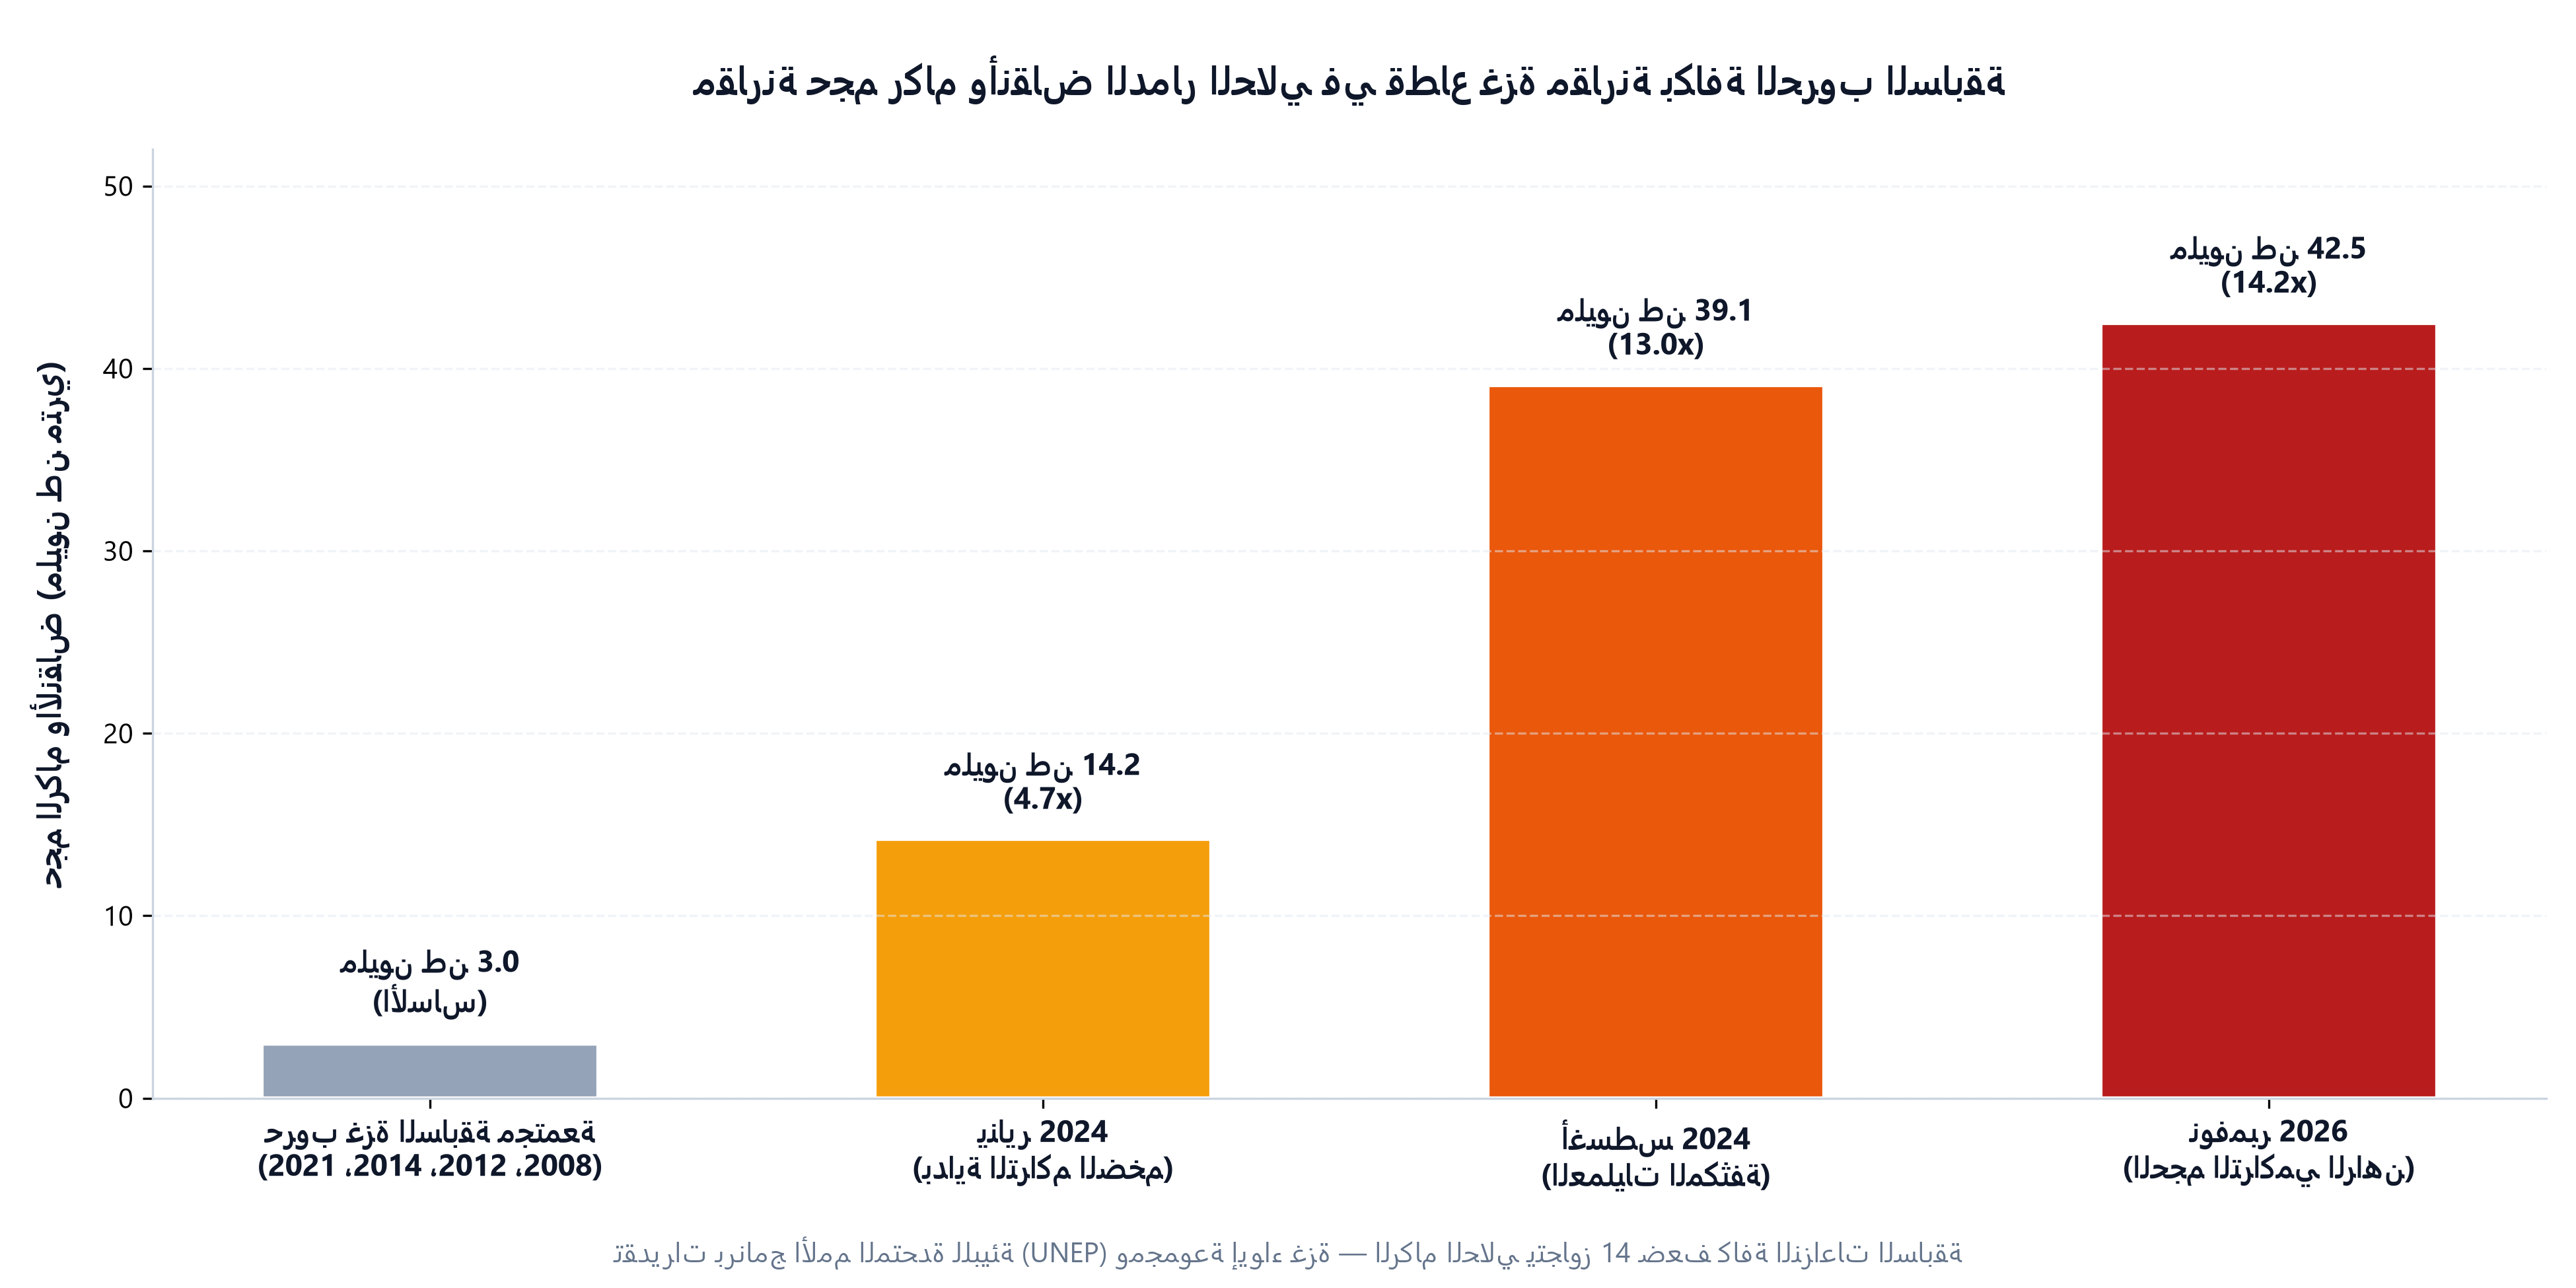 مقارنة حجم ركام وأنقاض الدمار الحالي في قطاع غزة مقارنة بكافة الحروب السابقة
حجم الركام والأنقاض (مليون طن متري)
50
40
30
20
10
0
مليون طن 3.0
(الأساس)
مليون طن 14.2
(4.7x)
مليون طن 39.1
(13.0x)
مليون طن 42.5
(14.2x)
حروب غزة السابقة مجتمعة
(2021 ،2014 ،2012 ،2008)
يناير 2024
(بداية التراكم الضخم)
أغسطس 2024
(العمليات المكثفة)
نوفمبر 2026
(الحجم التراكمي الراهن)
تقديرات برنامج الأمم المتحدة للبيئة (UNEP) ومجموعة إيواء غزة — الركام الحالي يتجاوز 14 ضعف كافة النزاعات السابقة